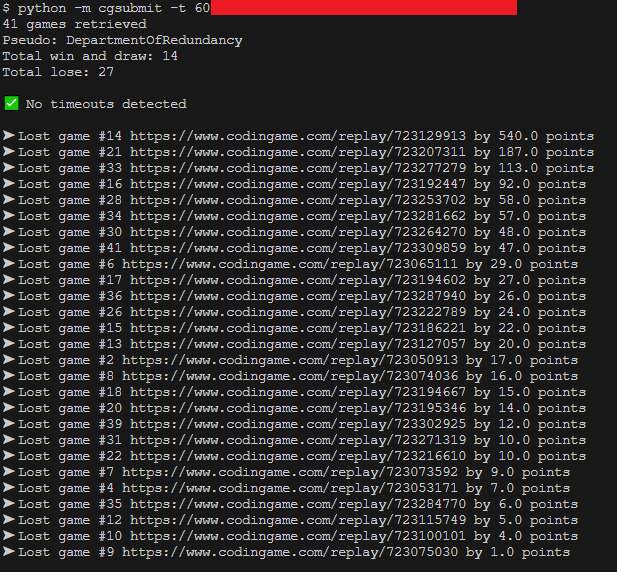 $ python -m cgsubmit -t 60
41 games retrieved
Pseudo: DepartmentOfRedundancy
Total win and draw: 14
Total lose: 27
✅ No timeouts detected
➤Lost game #14 https://www.codingame.com/replay/723129913 by 540.0 points
➤Lost game #21 https://www.codingame.com/replay/723207311 by 187.0 points
➤Lost game #33 https://www.codingame.com/replay/723277279 by 113.0 points
➤Lost game #16 https://www.codingame.com/replay/723192447 by 92.0 points
➤Lost game #28 https://www.codingame.com/replay/723253702 by 58.0 points
➤Lost game #34 https://www.codingame.com/replay/723281662 by 57.0 points
➤Lost game #30 https://www.codingame.com/replay/723264270 by 48.0 points
➤Lost game #41 https://www.codingame.com/replay/723309859 by 47.0 points
➤Lost game #6 https://www.codingame.com/replay/723065111 by 29.0 points
➤Lost game #17 https://www.codingame.com/replay/723194602 by 27.0 points
➤Lost game #36 https://www.codingame.com/replay/723287940 by 26.0 points
➤Lost game #26 https://www.codingame.com/replay/723222789 by 24.0 points
➤Lost game #15 https://www.codingame.com/replay/723186221 by 22.0 points
➤Lost game #13 https://www.codingame.com/replay/723127057 by 20.0 points
➤Lost game #2 https://www.codingame.com/replay/723050913 by 17.0 points
➤Lost game #8 https://www.codingame.com/replay/723074036 by 16.0 points
➤Lost game #18 https://www.codingame.com/replay/723194667 by 15.0 points
➤Lost game #20 https://www.codingame.com/replay/723195346 by 14.0 points
➤Lost game #39 https://www.codingame.com/replay/723302925 by 12.0 points
➤Lost game #31 https://www.codingame.com/replay/723271319 by 10.0 points
➤Lost game #22 https://www.codingame.com/replay/723216610 by 10.0 points
➤Lost game #7 https://www.codingame.com/replay/723073592 by 9.0 points
➤Lost game #4 https://www.codingame.com/replay/723053171 by 7.0 points
➤Lost game #35 https://www.codingame.com/replay/723284770 by 6.0 points
➤Lost game #12 https://www.codingame.com/replay/723115749 by 5.0 points
➤Lost game #10 https://www.codingame.com/replay/723100101 by 4.0 points
➤Lost game #9 https://www.codingame.com/replay/723075030 by 1.0 points